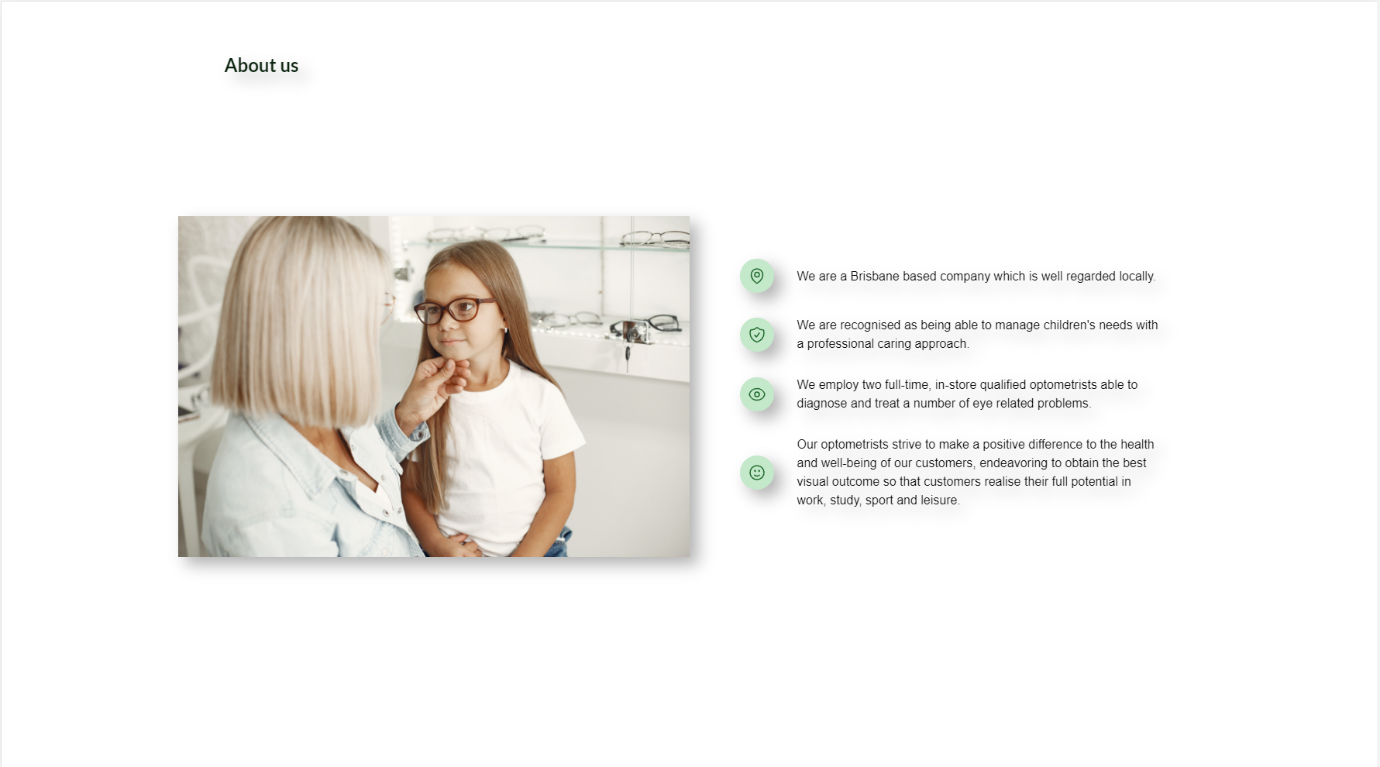 About us
We are a Brisbane based company which is well regarded locally.
We are recognised as being able to manage children's needs with
a professional caring approach.
We employ two full-time, in-store qualified optometrists able to
diagnose and treat a number of eye related problems.
Our optometrists strive to make a positive difference to the health
and well-being of our customers, endeavoring to obtain the best
visual outcome so that customers realise their full potential in
work, study, sport and leisure.